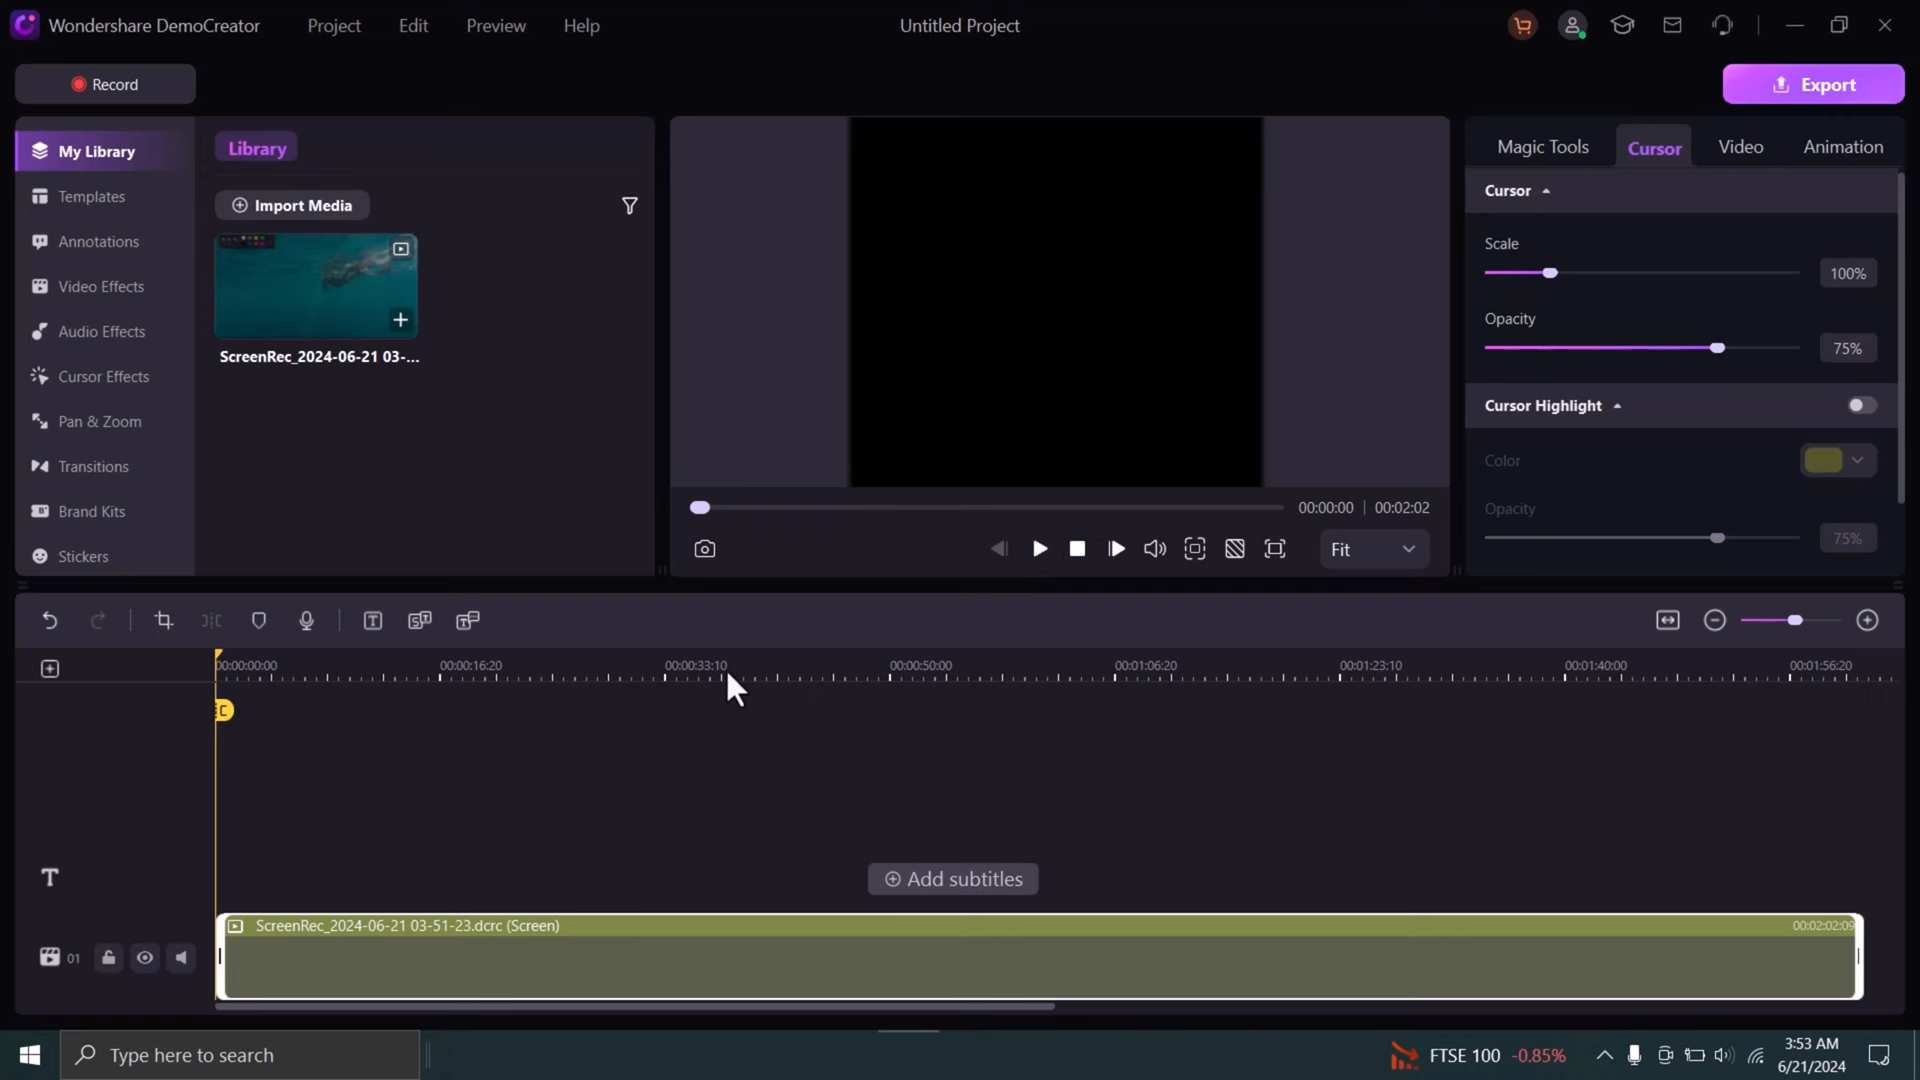 Wondershare DemoCreator Project Edit Preview Help Untitled Project
Record
Export
My Library
Templates
Annotations
Video Effects
Audio Effects
Cursor Effects
Pan & Zoom
Transitions
Brand Kits
Stickers
Library
Import Media
ScreenRec_2024-06-21 03-...
00:00:00 | 00:02:02
Fit
Magic Tools Cursor Video Animation
Cursor
Scale
100%
Opacity
75%
Cursor Highlight
Color
Opacity
75%
00:00:00:00 00:00:16:20 00:00:33:10 00:00:50:00 00:01:06:20 00:01:23:10 00:01:40:00 00:01:56:20
C
T
Add subtitles
ScreenRec_2024-06-21 03-51-23.dcrc (Screen) 00:02:02:09
01
Type here to search
FTSE 100 -0.85%
3:53 AM
6/21/2024